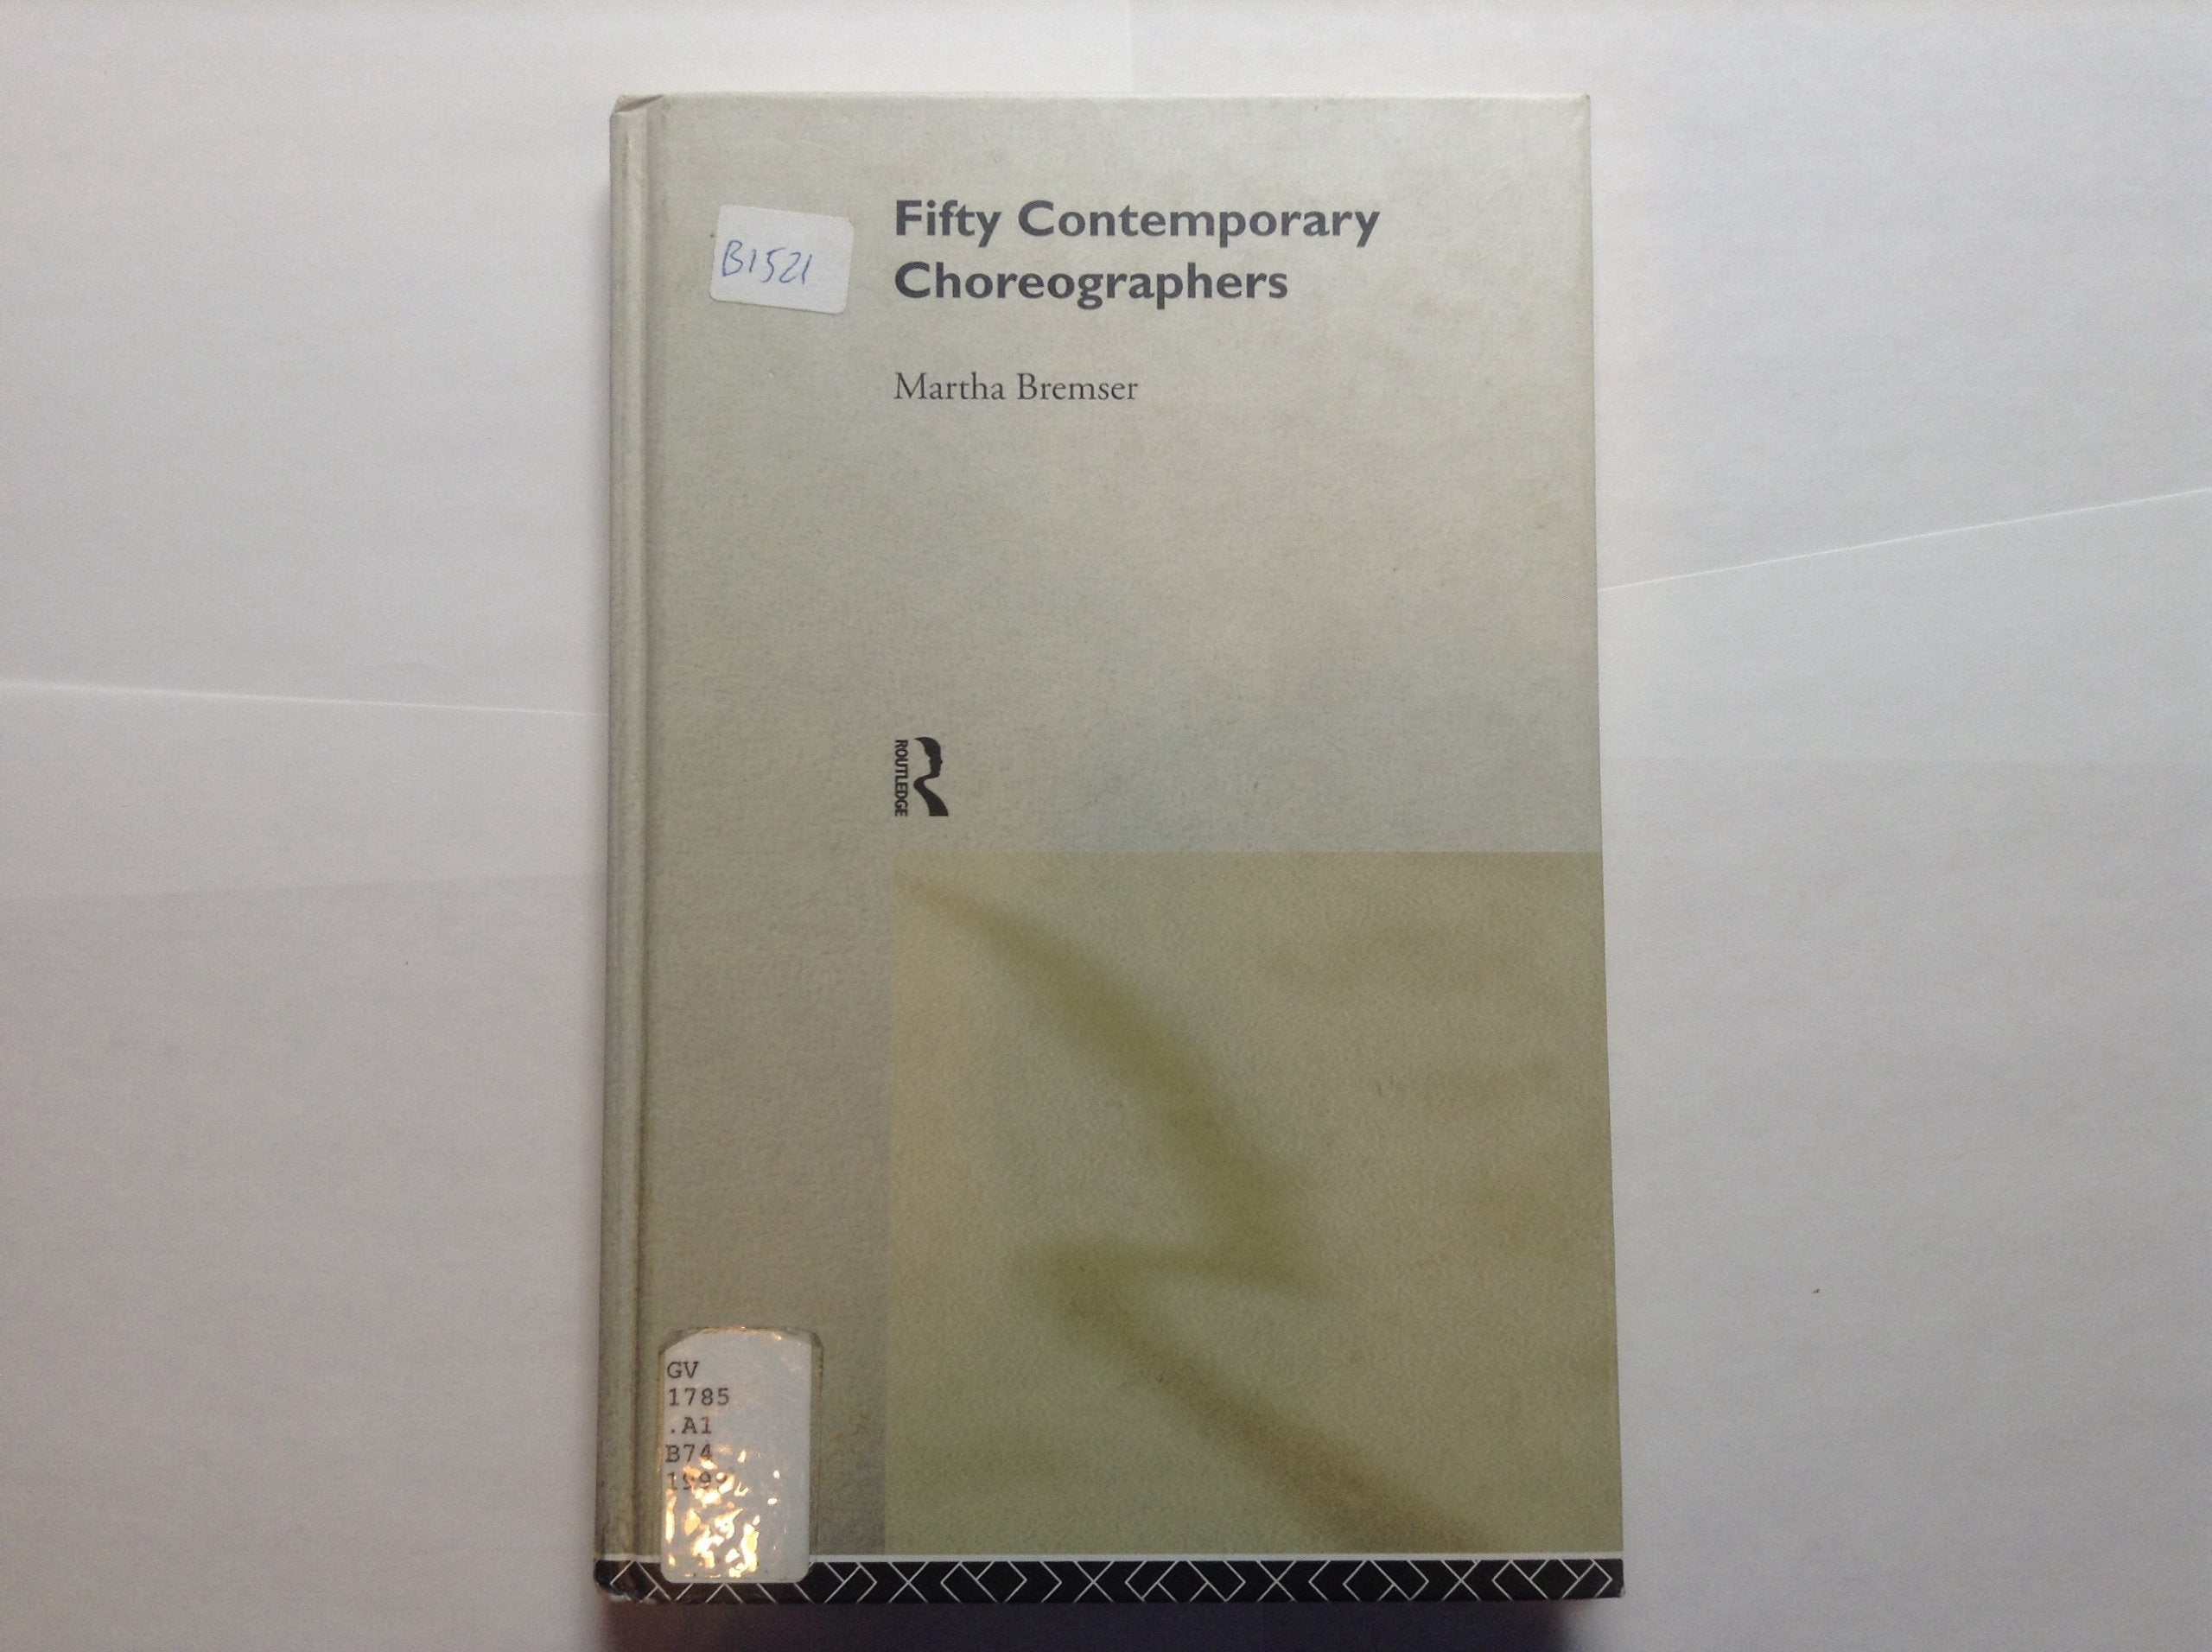 B1521
Fifty Contemporary
Choreographers
Martha Bremser
ROUTLEDGE
GV
1785
.A1
B74